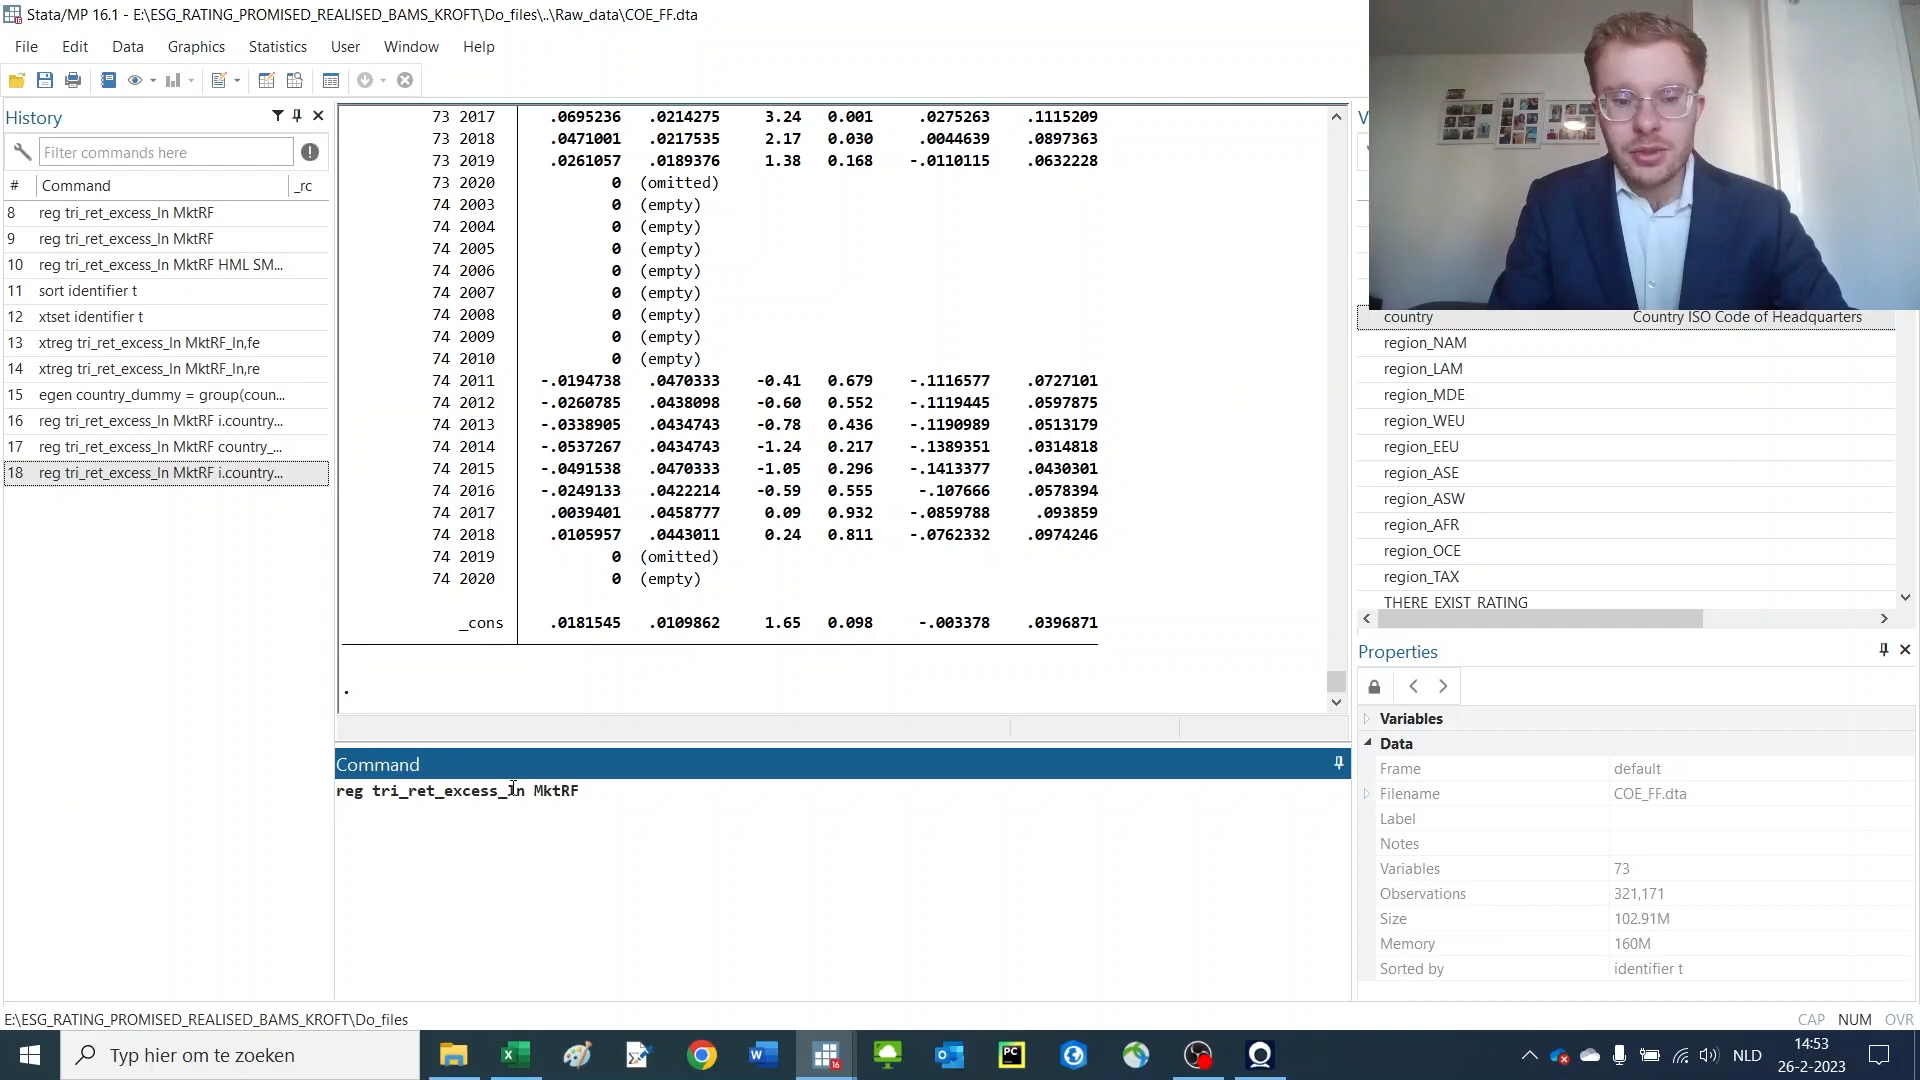 Stata/MP 16.1 - E:\ESG_RATING_PROMISED_REALISED_BAMS_KROFT\Do_files\..\Raw_data\COE_FF.dta
File Edit Data Graphics Statistics User Window Help
History
Filter commands here
# Command _rc
8 reg tri_ret_excess_ln MktRF
9 reg tri_ret_excess_ln MktRF
10 reg tri_ret_excess_ln MktRF HML SM...
11 sort identifier t
12 xtset identifier t
13 xtreg tri_ret_excess_ln MktRF_ln,fe
14 xtreg tri_ret_excess_ln MktRF_ln,re
15 egen country_dummy = group(coun...
16 reg tri_ret_excess_ln MktRF i.country...
17 reg tri_ret_excess_ln MktRF country_...
18 reg tri_ret_excess_ln MktRF i.country...
73 2017 .0695236 .0214275 3.24 0.001 .0275263 .1115209
73 2018 .0471001 .0217535 2.17 0.030 .0044639 .0897363
73 2019 .0261057 .0189376 1.38 0.168 -.0110115 .0632228
73 2020 0 (omitted)
74 2003 0 (empty)
74 2004 0 (empty)
74 2005 0 (empty)
74 2006 0 (empty)
74 2007 0 (empty)
74 2008 0 (empty)
74 2009 0 (empty)
74 2010 0 (empty)
74 2011 -.0194738 .0470333 -0.41 0.679 -.1116577 .0727101
74 2012 -.0260785 .0438098 -0.60 0.552 -.1119445 .0597875
74 2013 -.0338905 .0434743 -0.78 0.436 -.1190989 .0513179
74 2014 -.0537267 .0434743 -1.24 0.217 -.1389351 .0314818
74 2015 -.0491538 .0470333 -1.05 0.296 -.1413377 .0430301
74 2016 -.0249133 .0422214 -0.59 0.555 -.107666 .0578394
74 2017 .0039401 .0458777 0.09 0.932 -.0859788 .093859
74 2018 .0105957 .0443011 0.24 0.811 -.0762332 .0974246
74 2019 0 (omitted)
74 2020 0 (empty)
_cons .0181545 .0109862 1.65 0.098 -.003378 .0396871
.
Command
reg tri_ret_excess_ln MktRF
V
country Country ISO Code of Headquarters
region_NAM
region_LAM
region_MDE
region_WEU
region_EEU
region_ASE
region_ASW
region_AFR
region_OCE
region_TAX
THERE_EXIST_RATING
Properties
Variables
Data
Frame default
Filename COE_FF.dta
Label
Notes
Variables 73
Observations 321,171
Size 102.91M
Memory 160M
Sorted by identifier t
E:\ESG_RATING_PROMISED_REALISED_BAMS_KROFT\Do_files
CAP NUM OVR
Typ hier om te zoeken
16
PC
NLD
14:53
26-2-2023